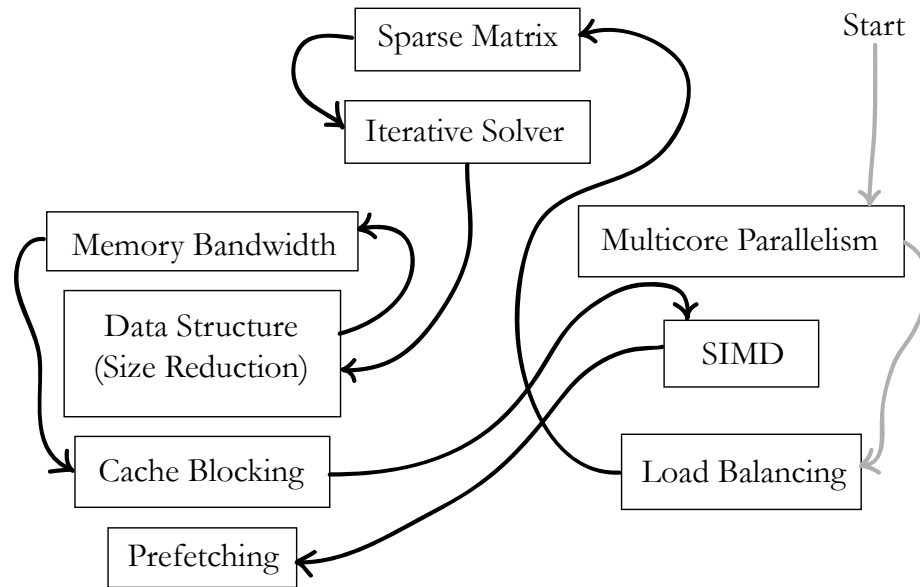 Sparse Matrix
Start
Iterative Solver
Memory Bandwidth
Multicore Parallelism
Data Structure
(Size Reduction)
SIMD
Cache Blocking
Load Balancing
Prefetching